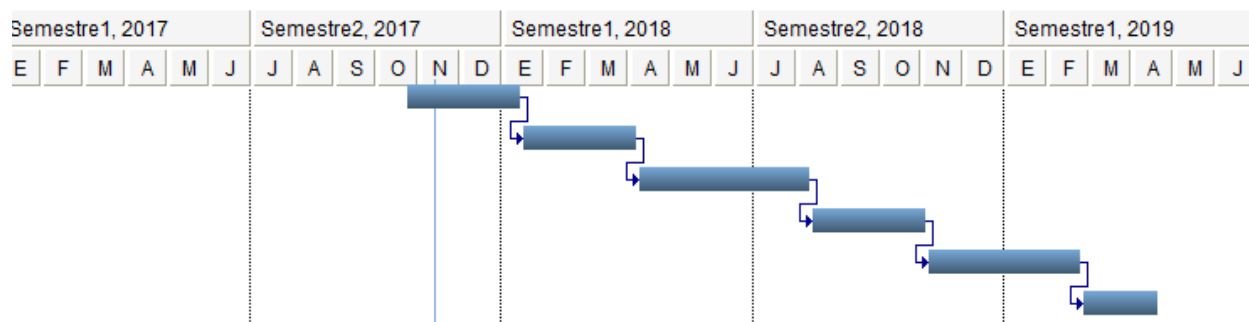 Semestre1, 2017 Semestre2, 2017 Semestre1, 2018 Semestre2, 2018 Semestre1, 2019
E F M A M J J A S O N D E F M A M J J A S O N D E F M A M J